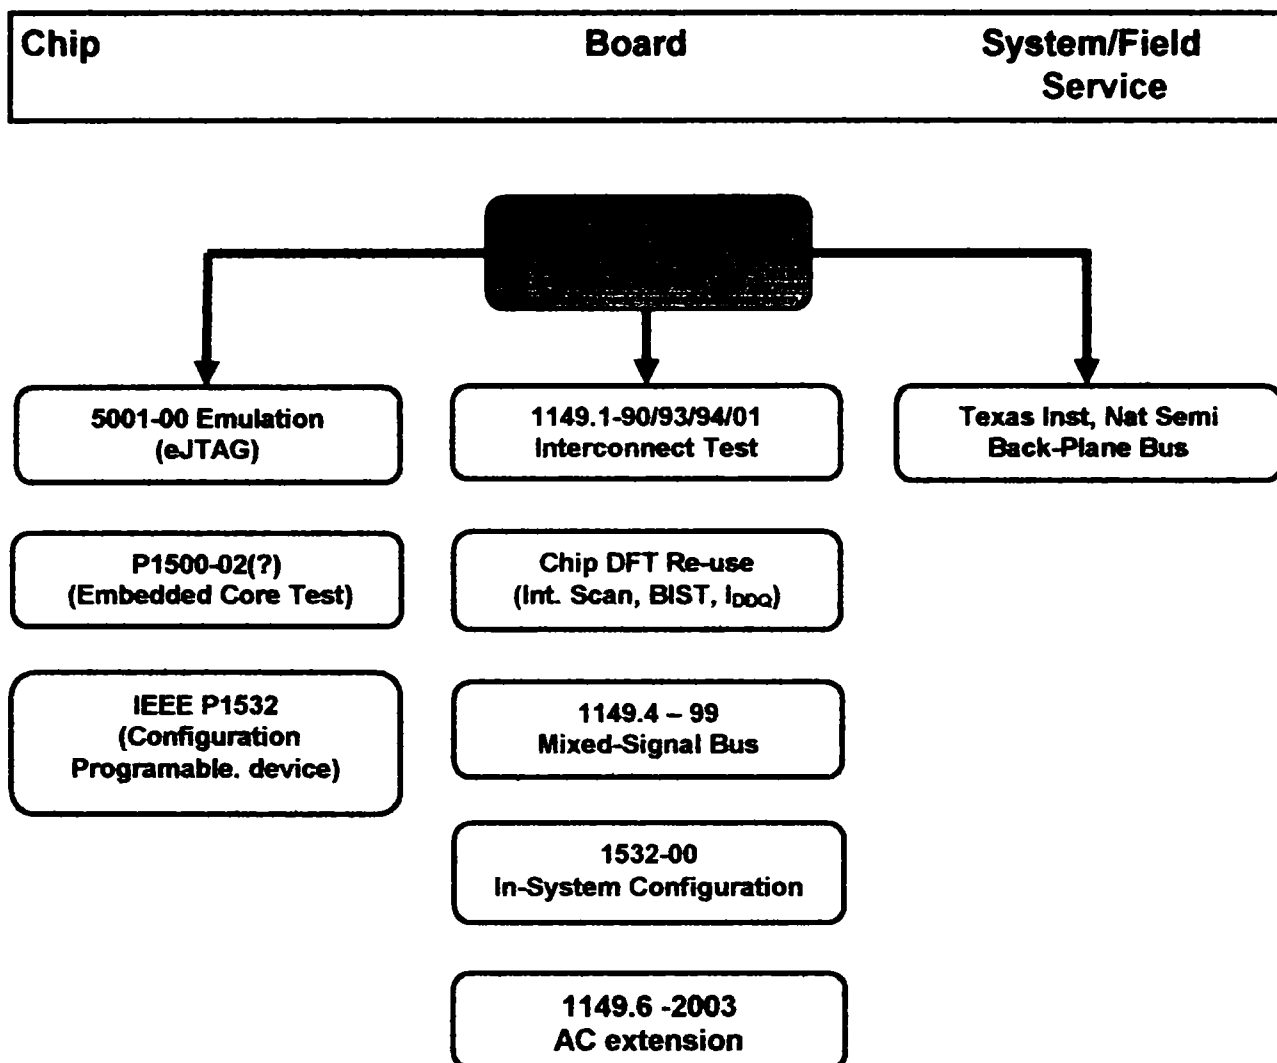 Chip
Board
System/Field
Service
5001-00 Emulation
(eJTAG)
1149.1-90/93/94/01
Interconnect Test
Texas Inst, Nat Semi
Back-Plane Bus
P1500-02(?)
(Embedded Core Test)
Chip DFT Re-use
(Int. Scan, BIST, IDDQ)
IEEE P1532
(Configuration
Programable. device)
1149.4 – 99
Mixed-Signal Bus
1532-00
In-System Configuration
1149.6 -2003
AC extension